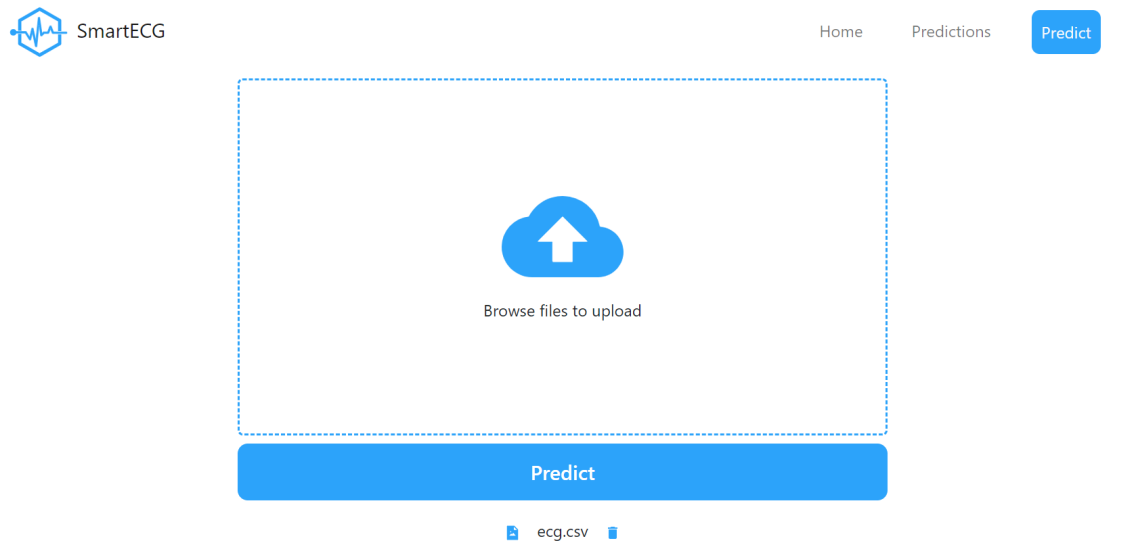 SmartECG
Home Predictions Predict
Browse files to upload
Predict
ecg.csv